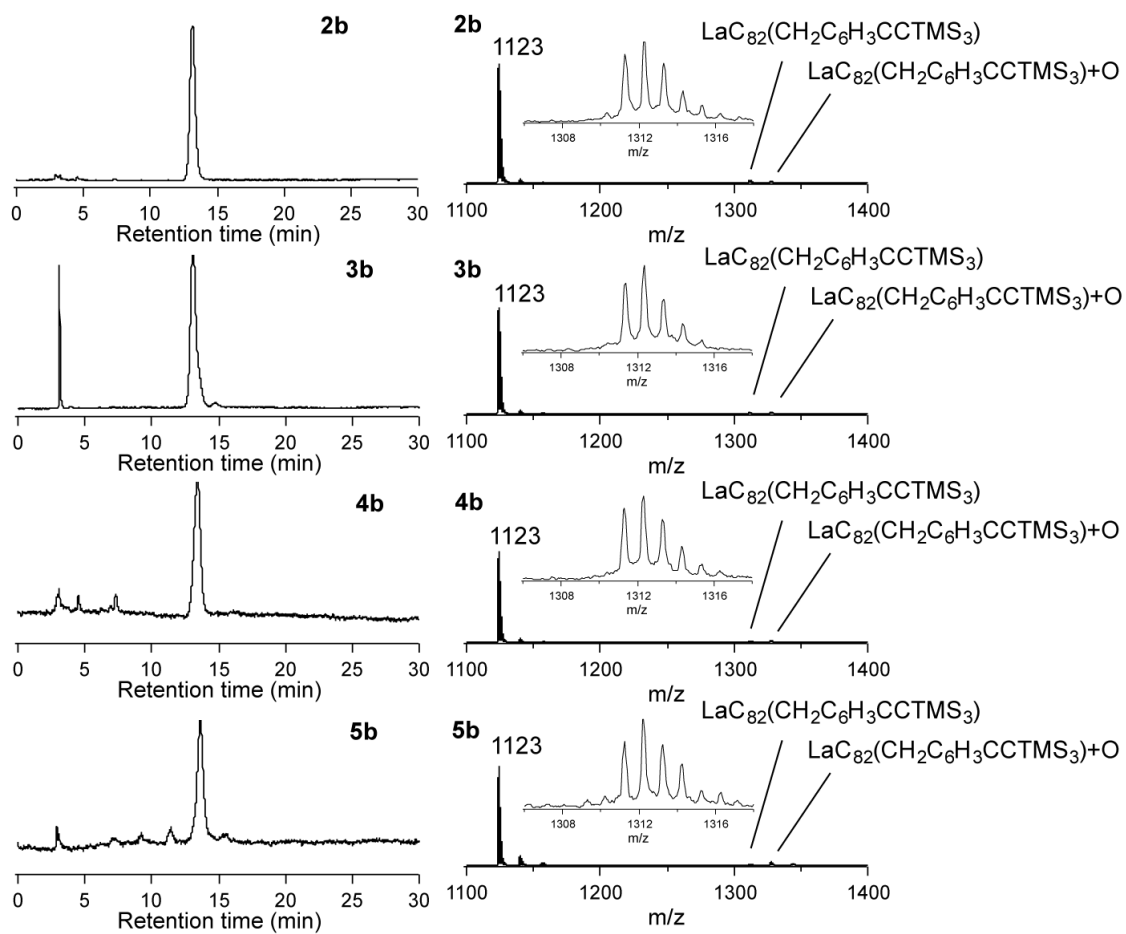 2b
0 5 10 15 20 25 30
Retention time (min)
2b
1123
1308 1312 1316
m/z
LaC₈₂(CH₂C₆H₃CCTMS₃)
LaC₈₂(CH₂C₆H₃CCTMS₃)+O
1100 1200 1300 1400
m/z
3b
0 5 10 15 20 25 30
Retention time (min)
3b
1123
1308 1312 1316
m/z
LaC₈₂(CH₂C₆H₃CCTMS₃)
LaC₈₂(CH₂C₆H₃CCTMS₃)+O
1100 1200 1300 1400
m/z
4b
0 5 10 15 20 25 30
Retention time (min)
4b
1123
1308 1312 1316
m/z
LaC₈₂(CH₂C₆H₃CCTMS₃)
LaC₈₂(CH₂C₆H₃CCTMS₃)+O
1100 1200 1300 1400
m/z
5b
0 5 10 15 20 25 30
Retention time (min)
5b
1123
1308 1312 1316
m/z
LaC₈₂(CH₂C₆H₃CCTMS₃)
LaC₈₂(CH₂C₆H₃CCTMS₃)+O
1100 1200 1300 1400
m/z